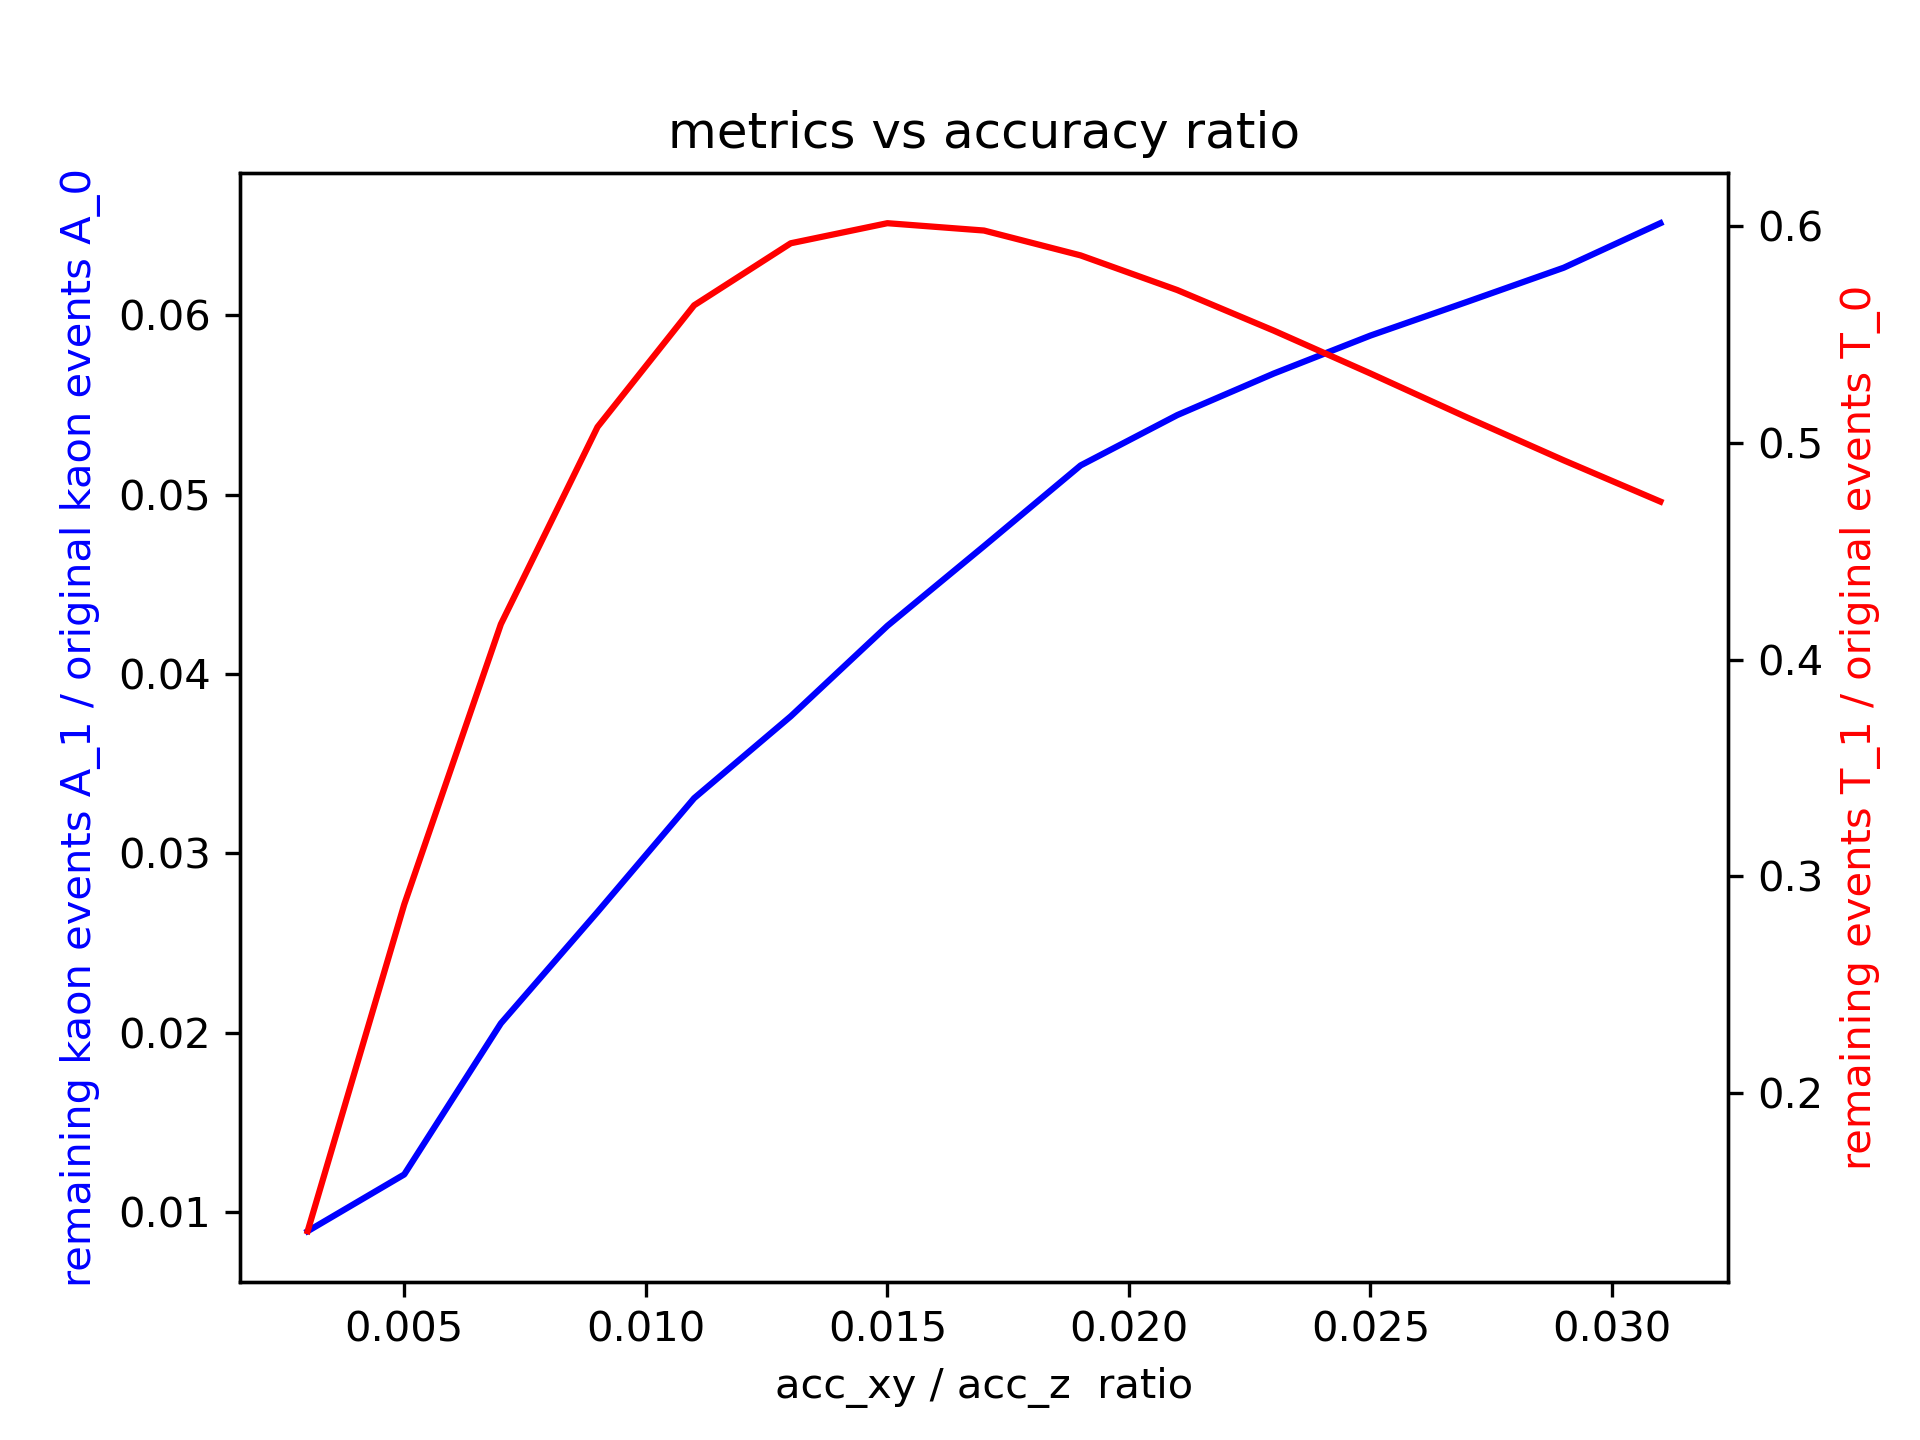 metrics vs accuracy ratio
remaining kaon events A_1 / original kaon events A_0
0.06
0.05
0.04
0.03
0.02
0.01
0.6
0.5
0.4
0.3
0.2
remaining events T_1 / original events T_0
0.005 0.010 0.015 0.020 0.025 0.030
acc_xy / acc_z  ratio